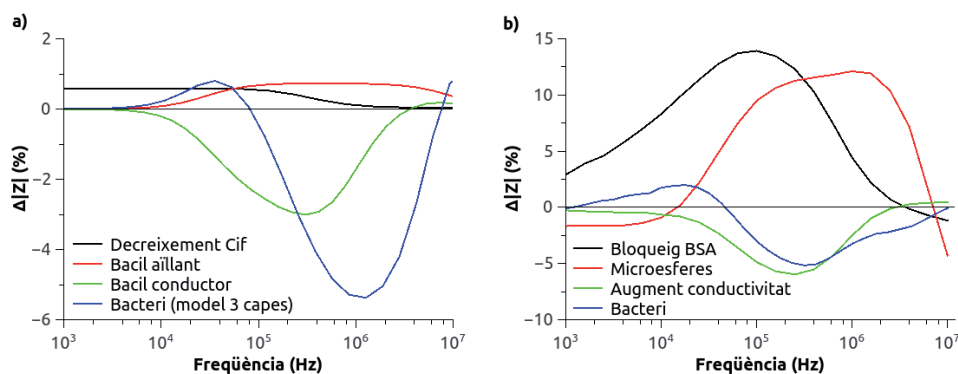 a)
2
0
−2
−4
−6
Δ|Z| (%)
Decreixement Cif
Bacil aïllant
Bacil conductor
Bacteri (model 3 capes)
10³
10⁴
10⁵
10⁶
10⁷
Freqüència (Hz)
b)
15
10
5
0
−5
−10
Δ|Z| (%)
Bloqueig BSA
Microesferes
Augment conductivitat
Bacteri
10³
10⁴
10⁵
10⁶
10⁷
Freqüència (Hz)